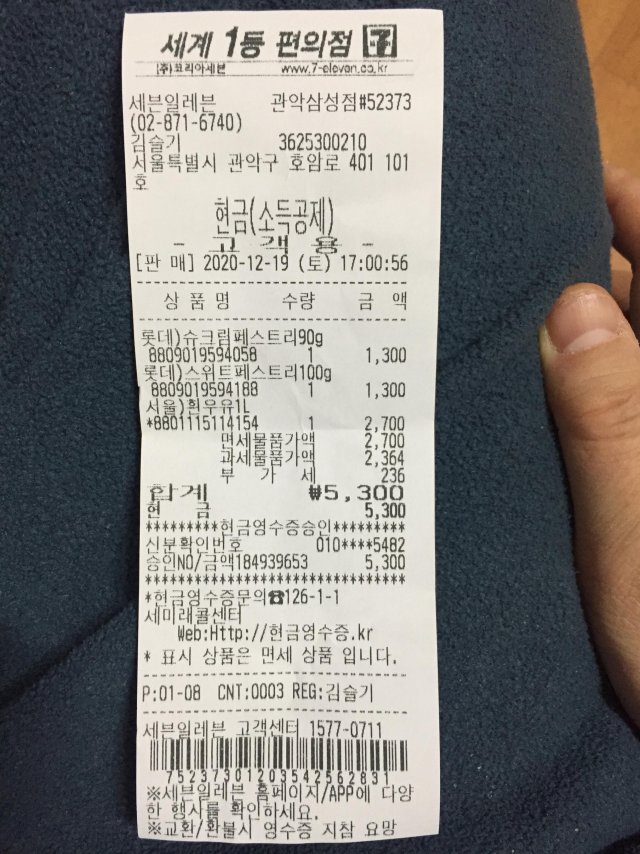 세계 1등 편의점 7 ELEVEN
(주)코리아세븐 www.7-eleven.co.kr
세븐일레븐 관악삼성점#52373
(02-871-6740)
김슬기 3625300210
서울특별시 관악구 호암로 401 101
호
현금(소득공제)
- 고객용 -
[판 매] 2020-12-19 (토) 17:00:56
상품명 수량 금액
롯데)슈크림페스트리90g
8809019594058 1 1,300
롯데)스위트페스트리100g
8809019594188 1 1,300
서울)흰우유1L
*8801115114154 1 2,700
면세물품가액 2,700
과세물품가액 2,364
부 가 세 236
합계 ₩5,300
현 금 5,300
*********현금영수증승인*********
신분확인번호 010****5482
승인NO/금액184939653 5,300
********************************
*현금영수증문의☎126-1-1
세미래콜센터
Web:Http://현금영수증.kr
* 표시 상품은 면세 상품 입니다.
P:01-08 CNT:0003 REG:김슬기
세븐일레븐 고객센터 1577-0711
75237301203542562831
※세븐일레븐 홈페이지/APP에 다양
한 행사를 확인하세요.
※교환/환불시 영수증 지참 요망